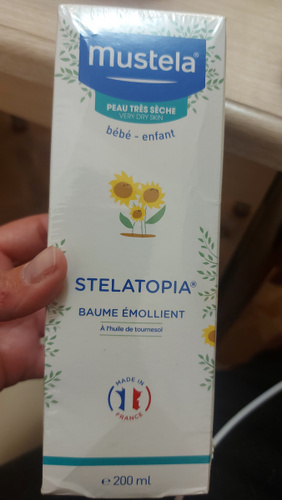 mustela®
PEAU TRÈS SÈCHE
VERY DRY SKIN
bébé - enfant
STELATOPIA®
BAUME ÉMOLLIENT
À l'huile de tournesol
MADE IN
FRANCE
e 200 ml